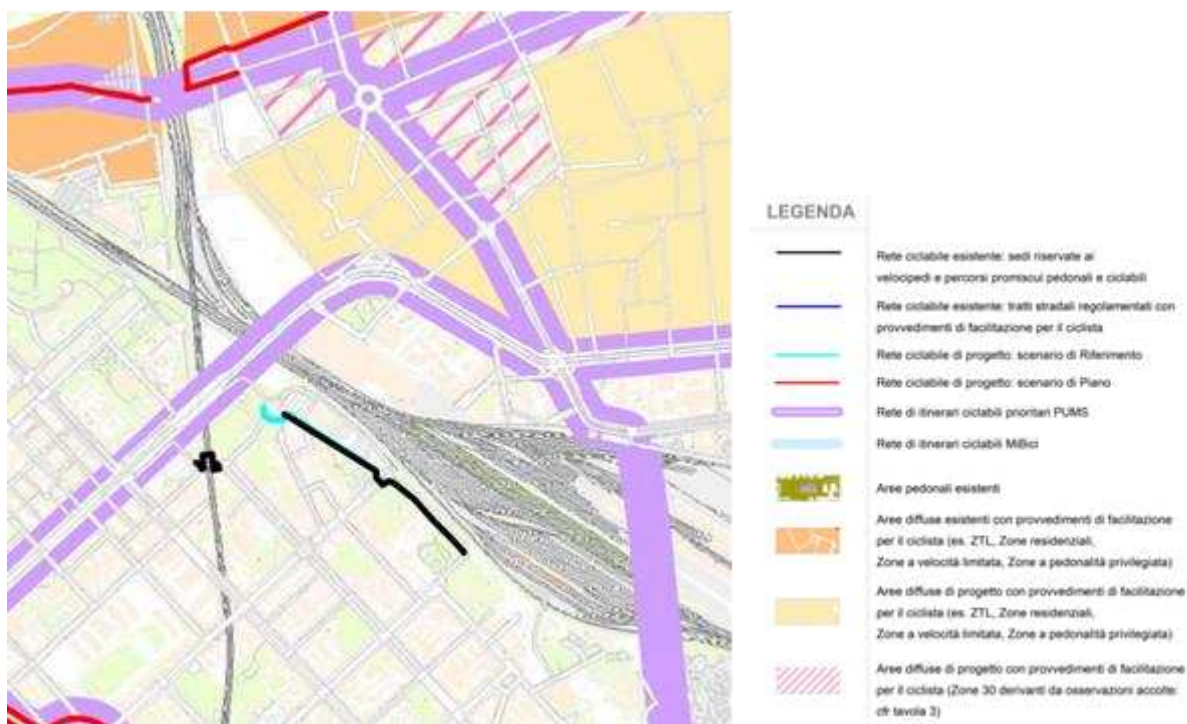 LEGENDA
Rete ciclabile esistente: sedi riservate ai
velocipedi e percorsi promiscui pedonali e ciclabili
Rete ciclabile esistente: tratti stradali regolamentati con
provvedimenti di facilitazione per il ciclista
Rete ciclabile di progetto: scenario di Riferimento
Rete ciclabile di progetto: scenario di Piano
Rete di itinerari ciclabili prioritari PUMS
Rete di itinerari ciclabili MiBici
Aree pedonali esistenti
Aree diffuse esistenti con provvedimenti di facilitazione
per il ciclista (es. ZTL, Zone residenziali,
Zone a velocità limitata, Zone a pedonalità privilegiata)
Aree diffuse di progetto con provvedimenti di facilitazione
per il ciclista (es. ZTL, Zone residenziali,
Zone a velocità limitata, Zone a pedonalità privilegiata)
Aree diffuse di progetto con provvedimenti di facilitazione
per il ciclista (Zone 30 derivanti da osservazioni accolte:
cfr tavola 3)